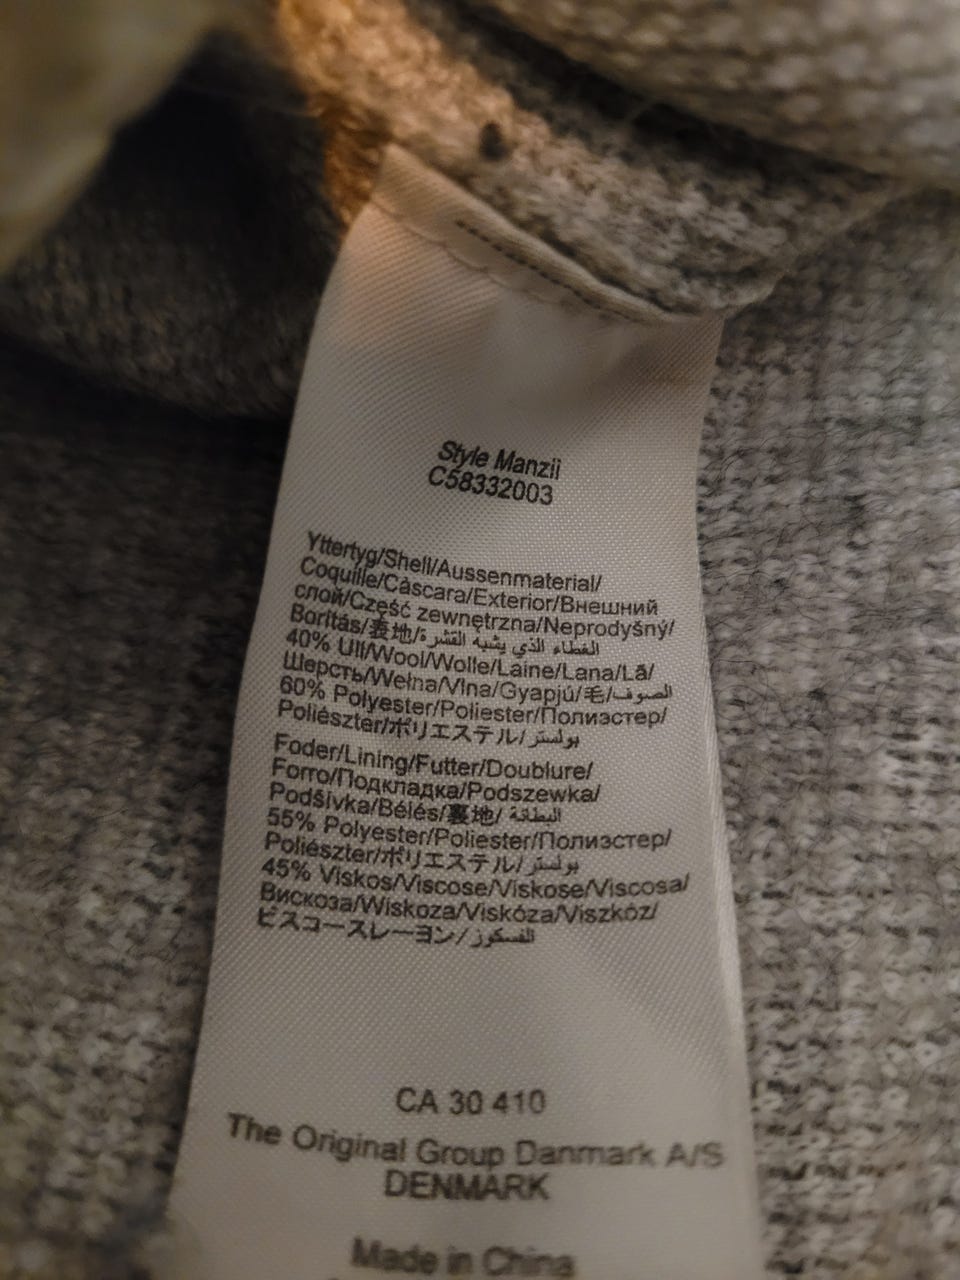 Style Manzii
C58332003
Yttertyg/Shell/Aussenmaterial/
Coquille/Cáscara/Exterior/Внешний
слой/Część zewnętrzna/Neprodyšný/
Borítás/表地/الغطاء الذي يشبه القشرة
40% Ull/Wool/Wolle/Laine/Lana/Lã/
Шерсть/Wełna/Vlna/Gyapjú/毛/الصوف
60% Polyester/Poliester/Полиэстер/
Poliészter/ポリエステル/بولستر
Foder/Lining/Futter/Doublure/
Forro/Подкладка/Podszewka/
Podšívka/Bélés/裏地/البطانة
55% Polyester/Poliester/Полиэстер/
Poliészter/ポリエステル/بولستر
45% Viskos/Viscose/Viskose/Viscosa/
Вискоза/Wiskoza/Viskóza/Viszkóz/
ビスコースレーヨン/الفسكوز
CA 30 410
The Original Group Danmark A/S
DENMARK
Made in China